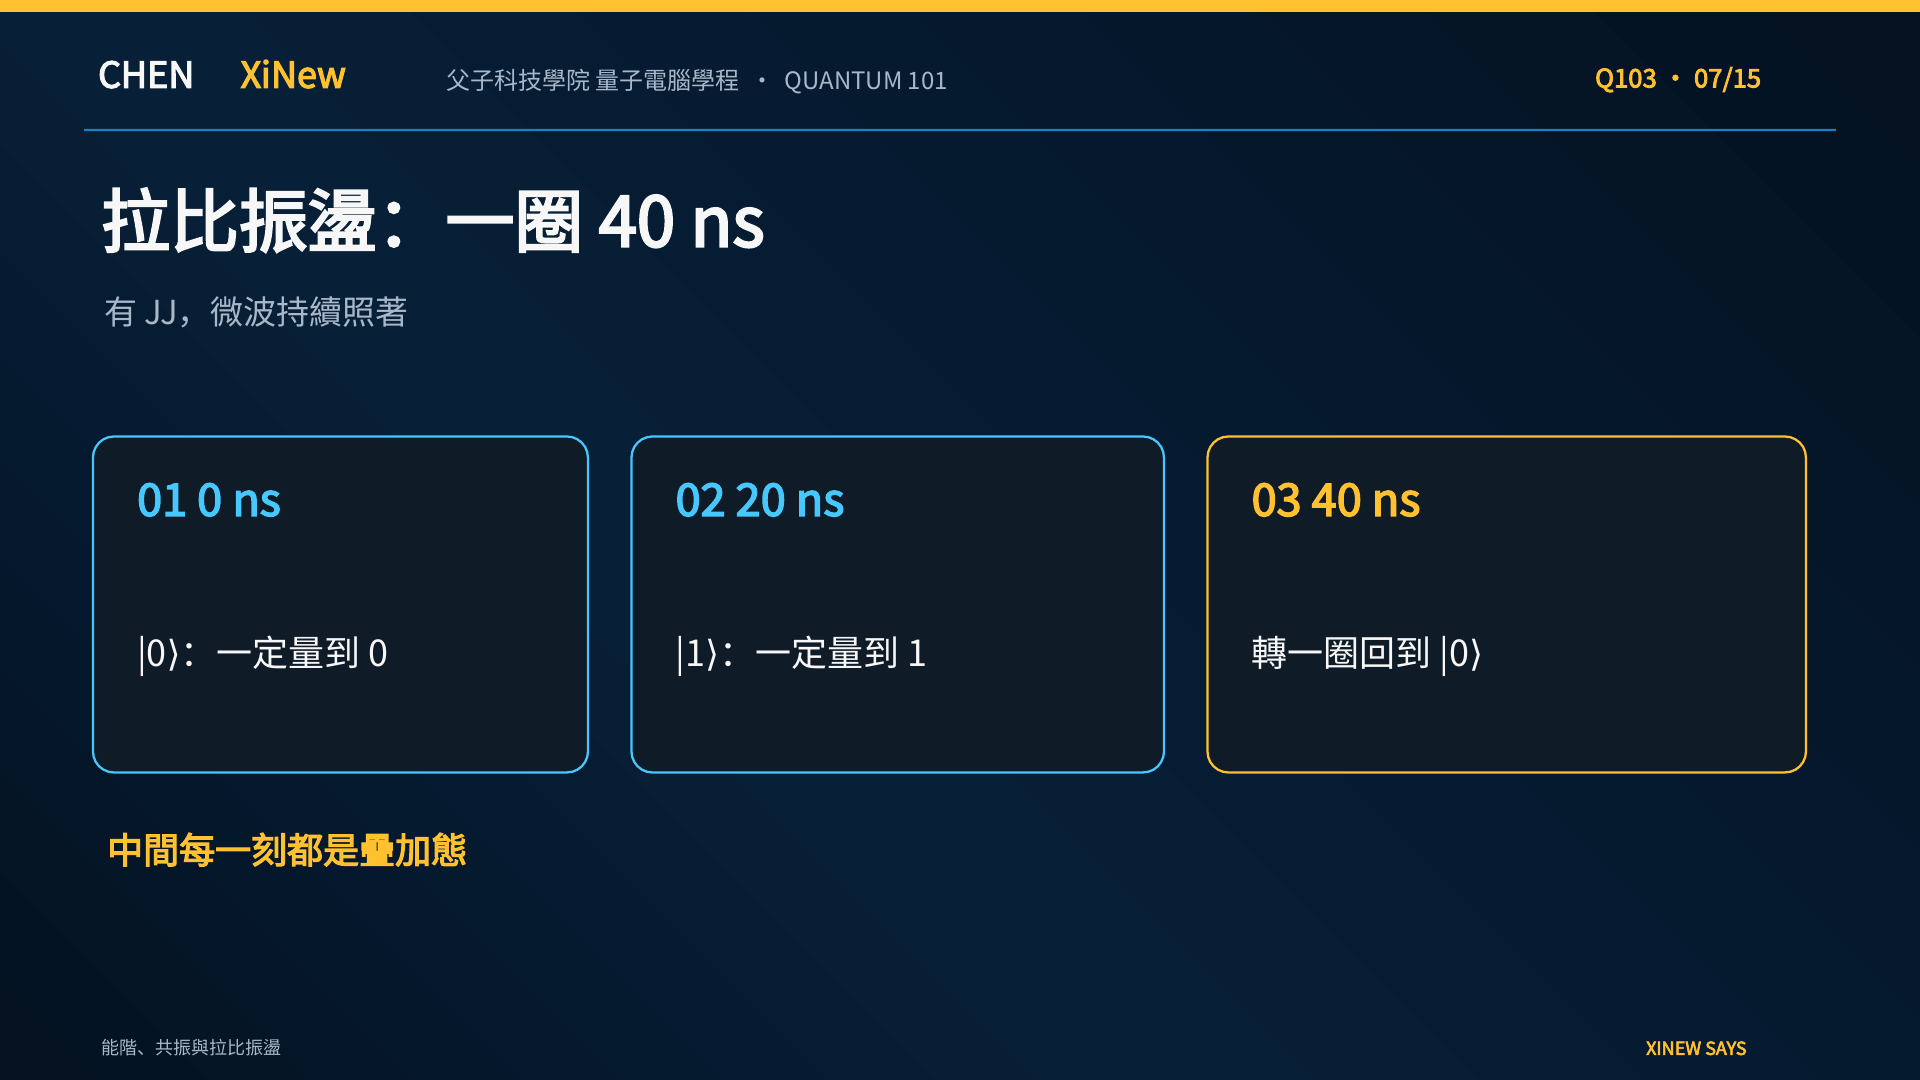 CHEN XiNew 父子科技學院 量子電腦學程 · QUANTUM 101 Q103 · 07/15
拉比振盪：一圈 40 ns
有 JJ，微波持續照著
01 0 ns
|0⟩：一定量到 0
02 20 ns
|1⟩：一定量到 1
03 40 ns
轉一圈回到 |0⟩
中間每一刻都是疊加態
能階、共振與拉比振盪
XINEW SAYS